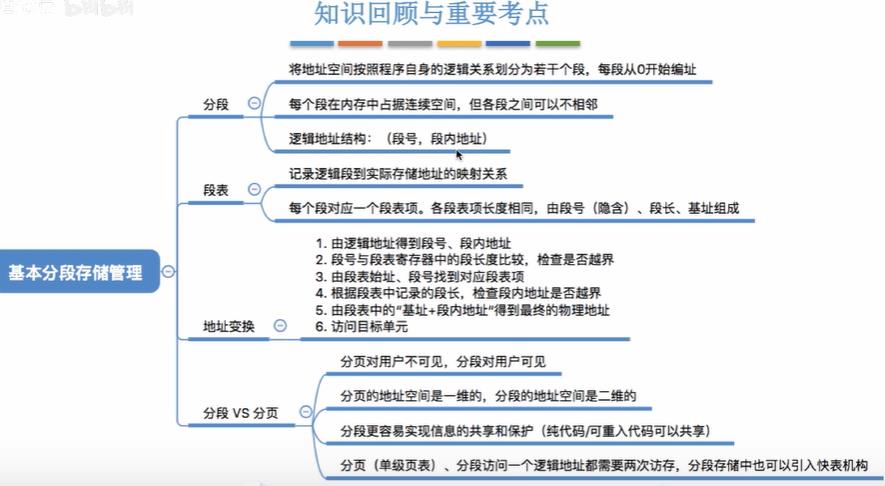 知识回顾与重要考点
将地址空间按照程序自身的逻辑关系划分为若干个段，每段从0开始编址
分段
每个段在内存中占据连续空间，但各段之间可以不相邻
逻辑地址结构：（段号，段内地址）
记录逻辑段到实际存储地址的映射关系
段表
每个段对应一个段表项。各段表项长度相同，由段号（隐含）、段长、基址组成
基本分段存储管理
1. 由逻辑地址得到段号、段内地址
2. 段号与段表寄存器中的段长度比较，检查是否越界
3. 由段表始址、段号找到对应段表项
4. 根据段表中记录的段长，检查段内地址是否越界
5. 由段表中的“基址+段内地址”得到最终的物理地址
6. 访问目标单元
地址变换
分页对用户不可见，分段对用户可见
分页的地址空间是一维的，分段的地址空间是二维的
分段 VS 分页
分段更容易实现信息的共享和保护（纯代码/可重入代码可以共享）
分页（单级页表）、分段访问一个逻辑地址都需要两次访存，分段存储中也可以引入快表机构